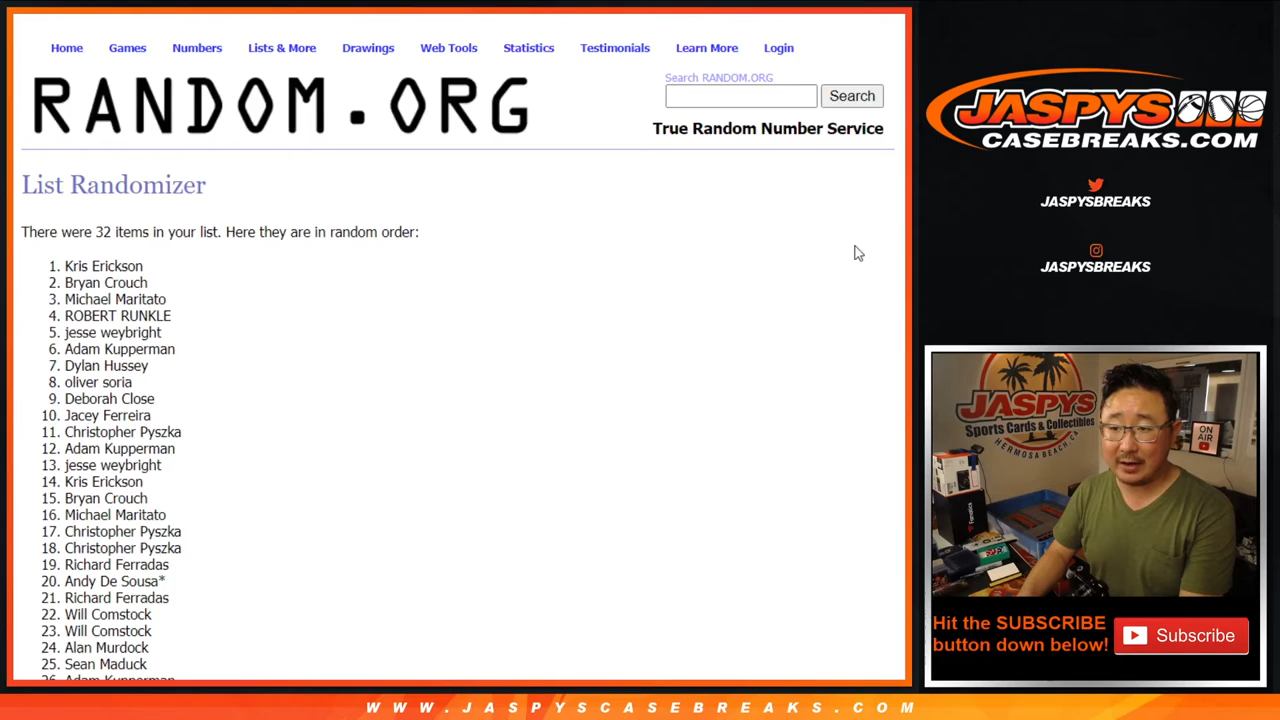 Home Games Numbers Lists & More Drawings Web Tools Statistics Testimonials Learn More Login
RANDOM.ORG
Search RANDOM.ORG
Search
True Random Number Service
List Randomizer
There were 32 items in your list. Here they are in random order:
1. Kris Erickson
2. Bryan Crouch
3. Michael Maritato
4. ROBERT RUNKLE
5. jesse weybright
6. Adam Kupperman
7. Dylan Hussey
8. oliver soria
9. Deborah Close
10. Jacey Ferreira
11. Christopher Pyszka
12. Adam Kupperman
13. jesse weybright
14. Kris Erickson
15. Bryan Crouch
16. Michael Maritato
17. Christopher Pyszka
18. Christopher Pyszka
19. Richard Ferradas
20. Andy De Sousa*
21. Richard Ferradas
22. Will Comstock
23. Will Comstock
24. Alan Murdock
25. Sean Maduck
26. Adam Kupperman
JASPYS
CASEBREAKS.COM
JASPYSBREAKS
JASPYSBREAKS
JASPYS
Sports Cards & Collectibles
HERMOSA BEACH, CA
ON
AIR
Fanatics
Hit the SUBSCRIBE
button down below!
Subscribe
WWW.JASPYSCASEBREAKS.COM